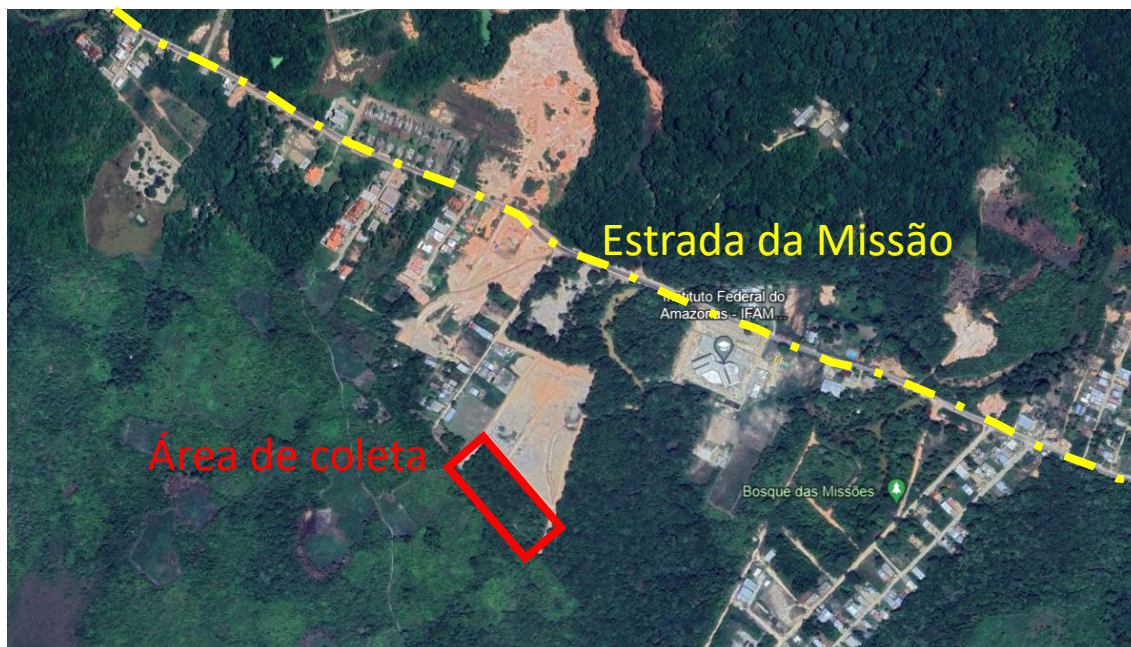 Estrada da Missão
Instituto Federal do
Amazonas - IFAM...
Área de coleta
Bosque das Missões